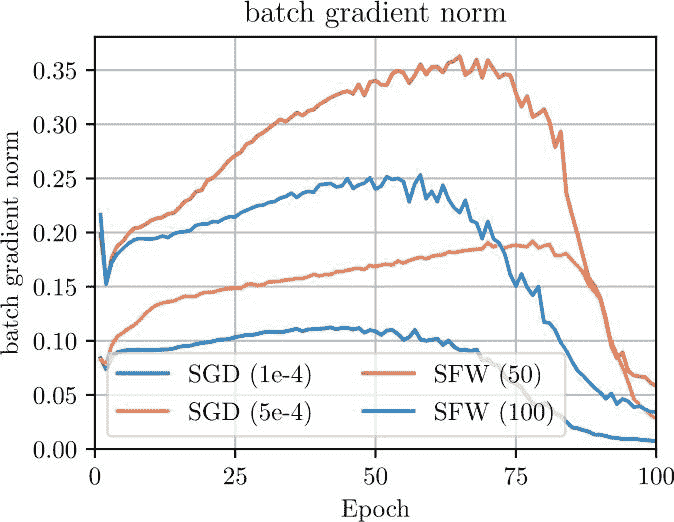 batch gradient norm
batch gradient norm
0.35
0.30
0.25
0.20
0.15
0.10
0.05
0.00
SGD (1e-4)
SFW (50)
SGD (5e-4)
SFW (100)
0
25
50
75
100
Epoch